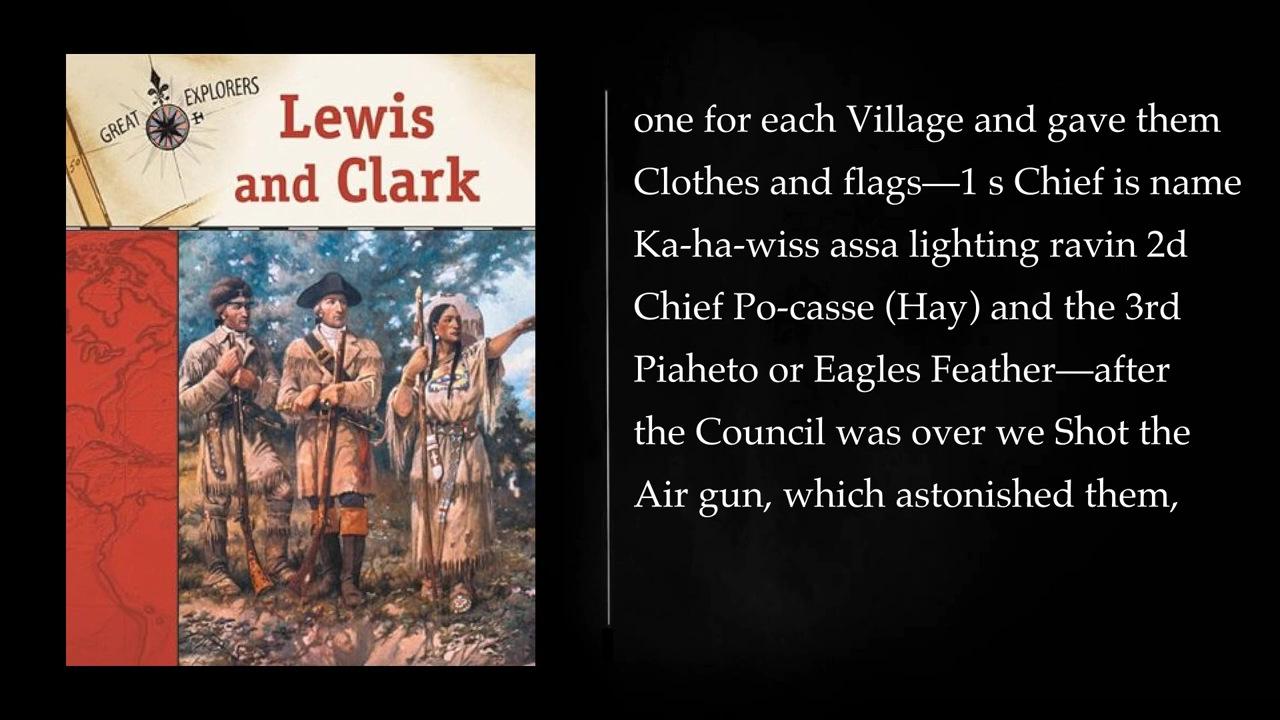 GREAT EXPLORERS
Lewis
and Clark
50
one for each Village and gave them
Clothes and flags—1 s Chief is name
Ka-ha-wiss assa lighting ravin 2d
Chief Po-casse (Hay) and the 3rd
Piaheto or Eagles Feather—after
the Council was over we Shot the
Air gun, which astonished them,